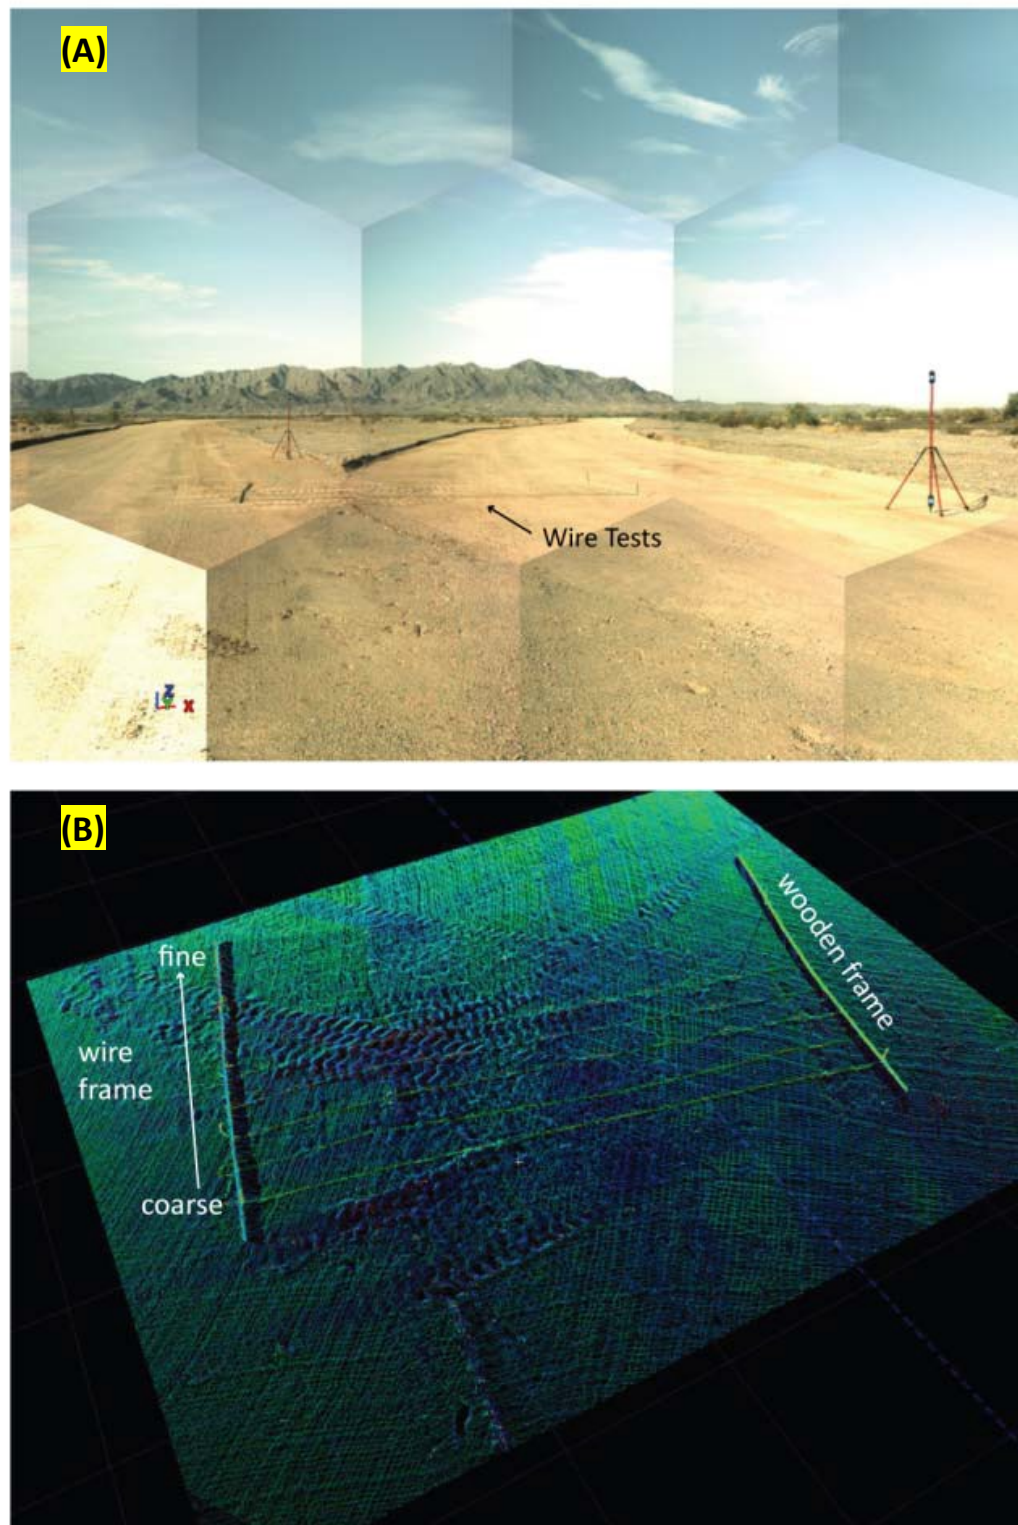 (A)
Wire Tests
Z
X
(B)
fine
wooden frame
wire
frame
coarse